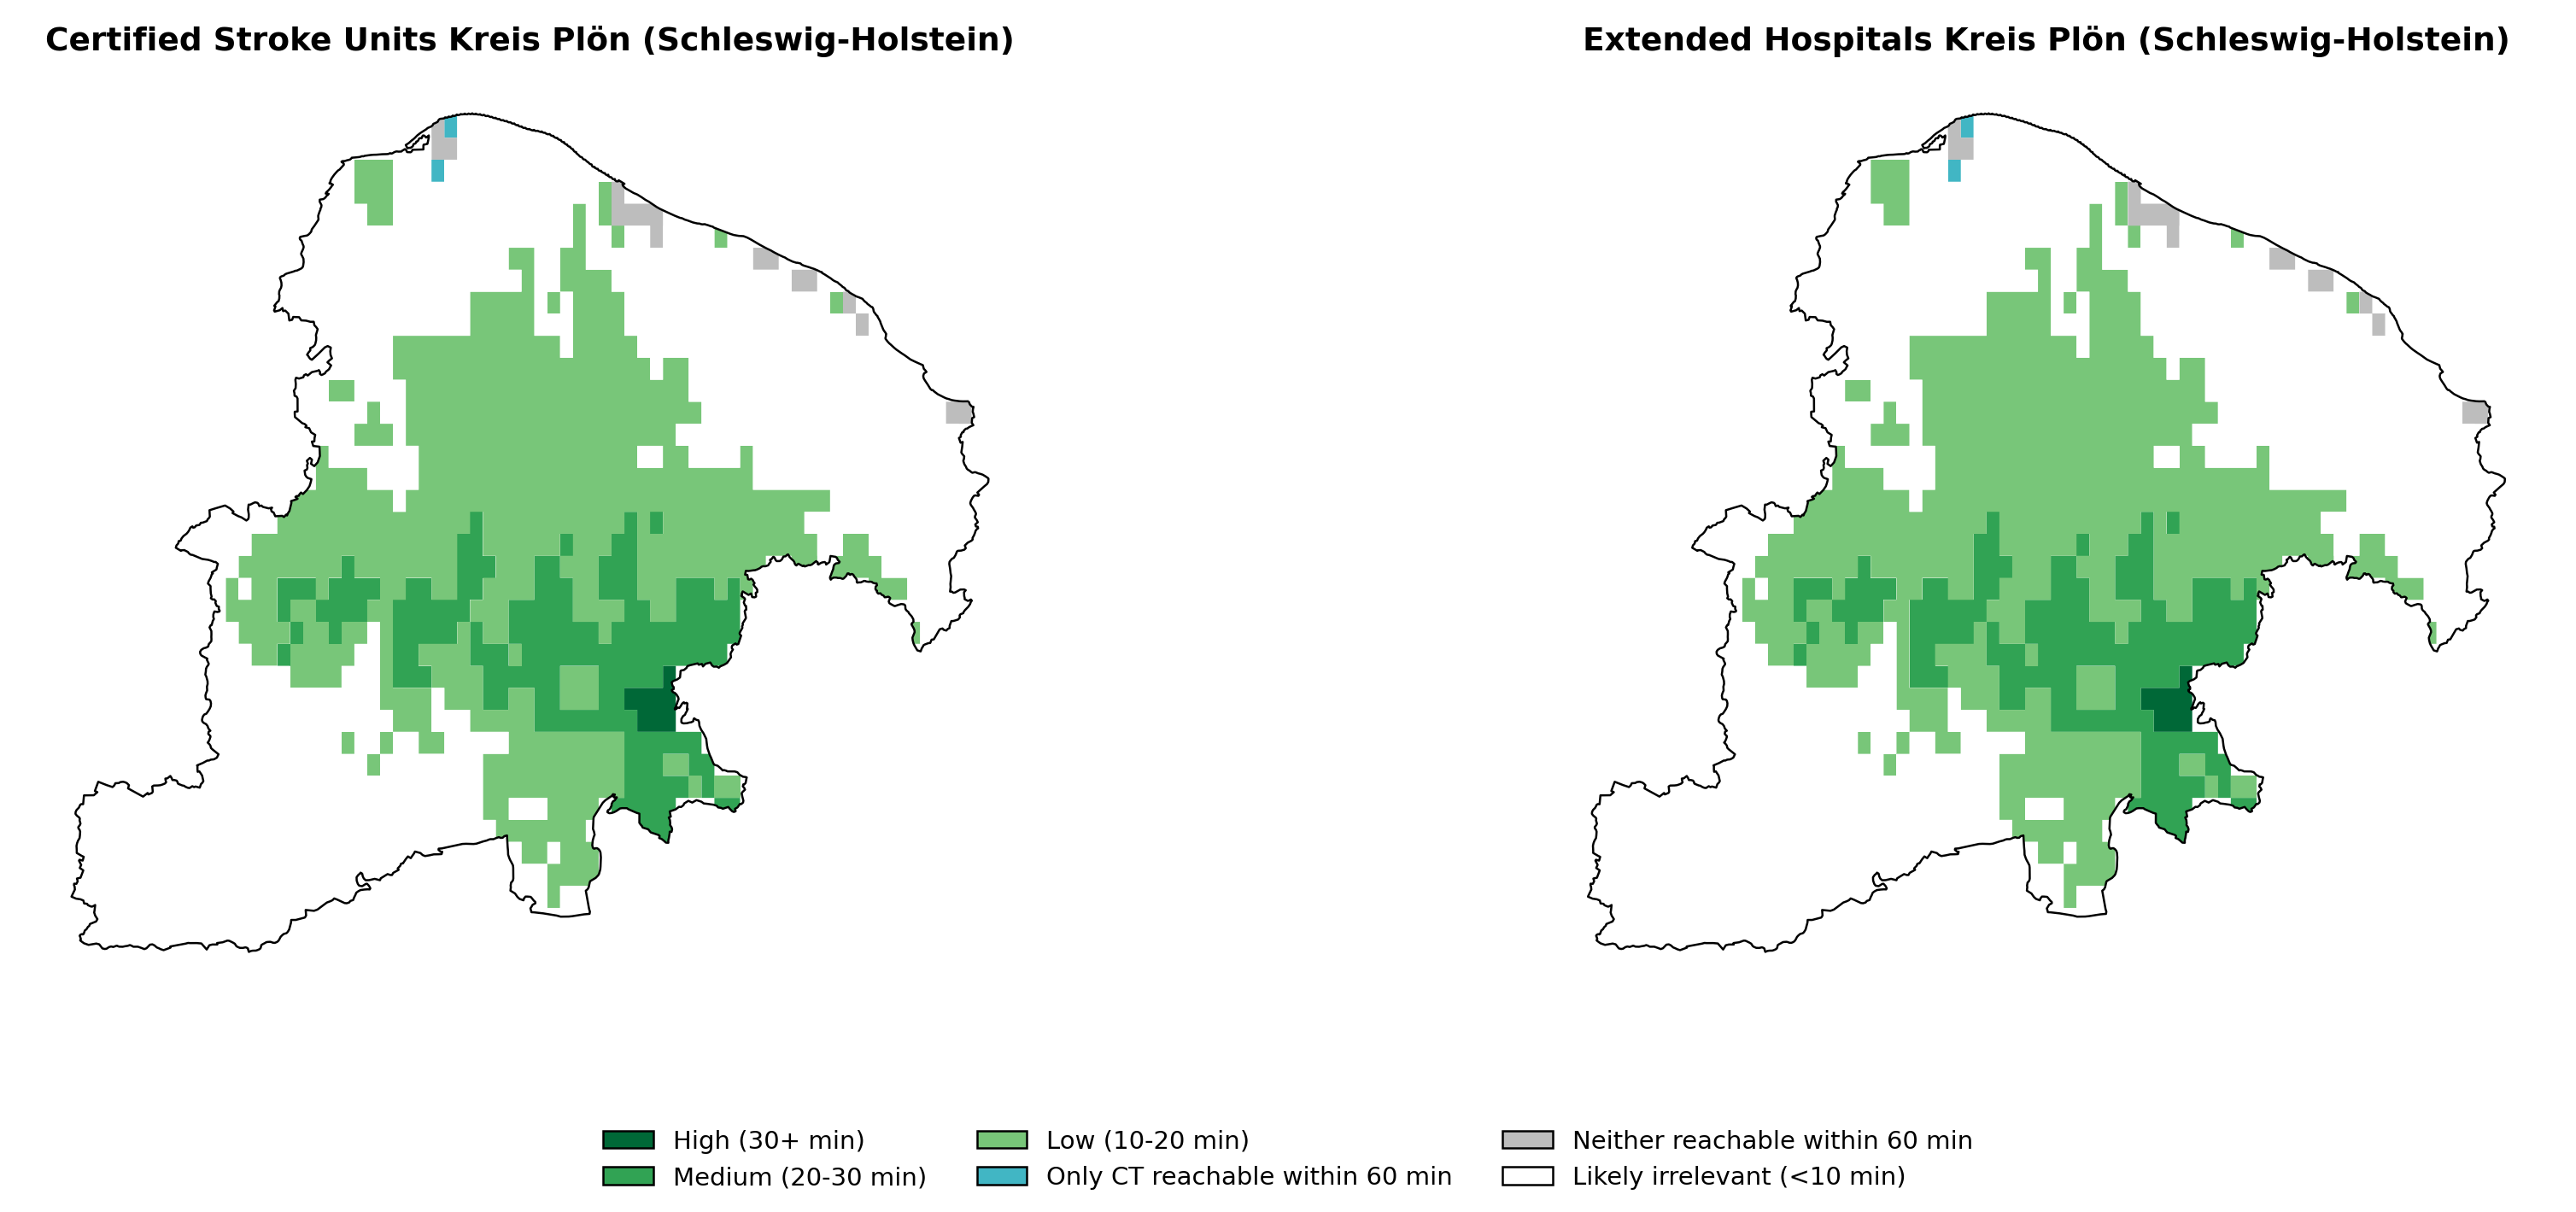 Certified Stroke Units Kreis Plön (Schleswig-Holstein)
Extended Hospitals Kreis Plön (Schleswig-Holstein)
High (30+ min)
Medium (20-30 min)
Low (10-20 min)
Only CT reachable within 60 min
Neither reachable within 60 min
Likely irrelevant (<10 min)